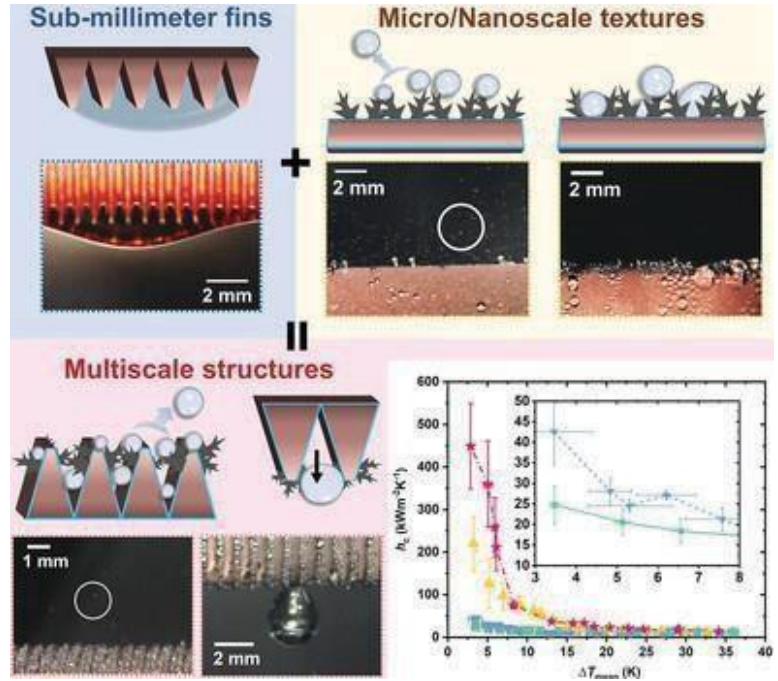 Sub-millimeter fins
Micro/Nanoscale textures
+
2 mm
2 mm
2 mm
=
Multiscale structures
1 mm
2 mm
600
500
400
300
200
100
0
h_c (kWm⁻²K⁻¹)
50
45
40
35
30
25
20
15
10
3 4 5 6 7 8
0 5 10 15 20 25 30 35 40
ΔT_mean (K)